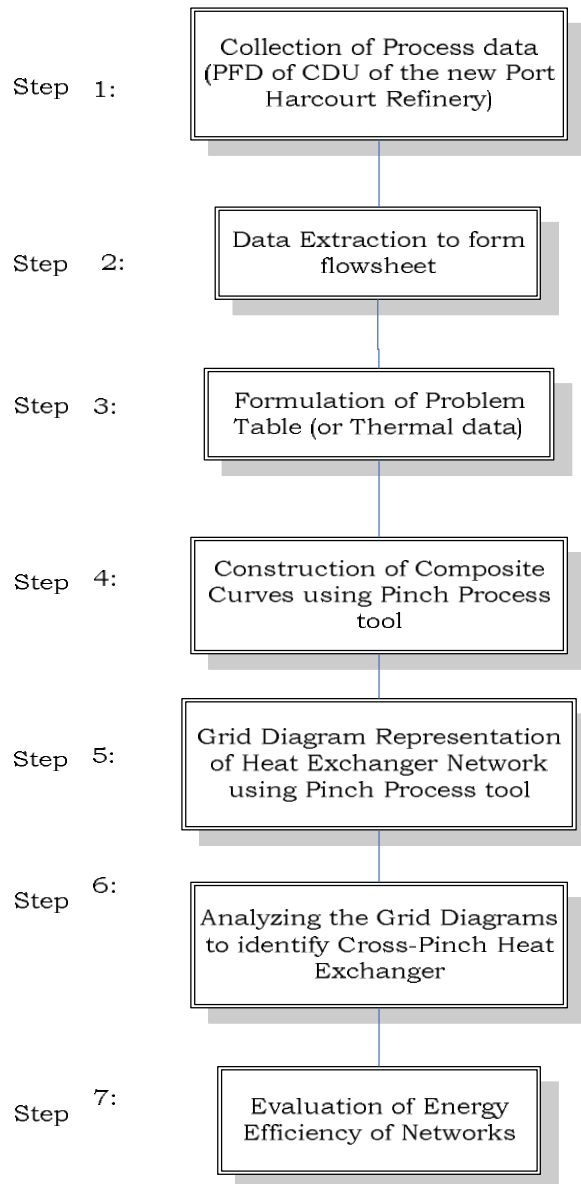 Collection of Process data
Step 1: (PFD of CDU of the new Port
Harcourt Refinery)
Step 2: Data Extraction to form
flowsheet
Step 3: Formulation of Problem
Table (or Thermal data)
Step 4: Construction of Composite
Curves using Pinch Process
tool
Step 5: Grid Diagram Representation
of Heat Exchanger Network
using Pinch Process tool
Step 6: Analyzing the Grid Diagrams
to identify Cross-Pinch Heat
Exchanger
Step 7: Evaluation of Energy
Efficiency of Networks